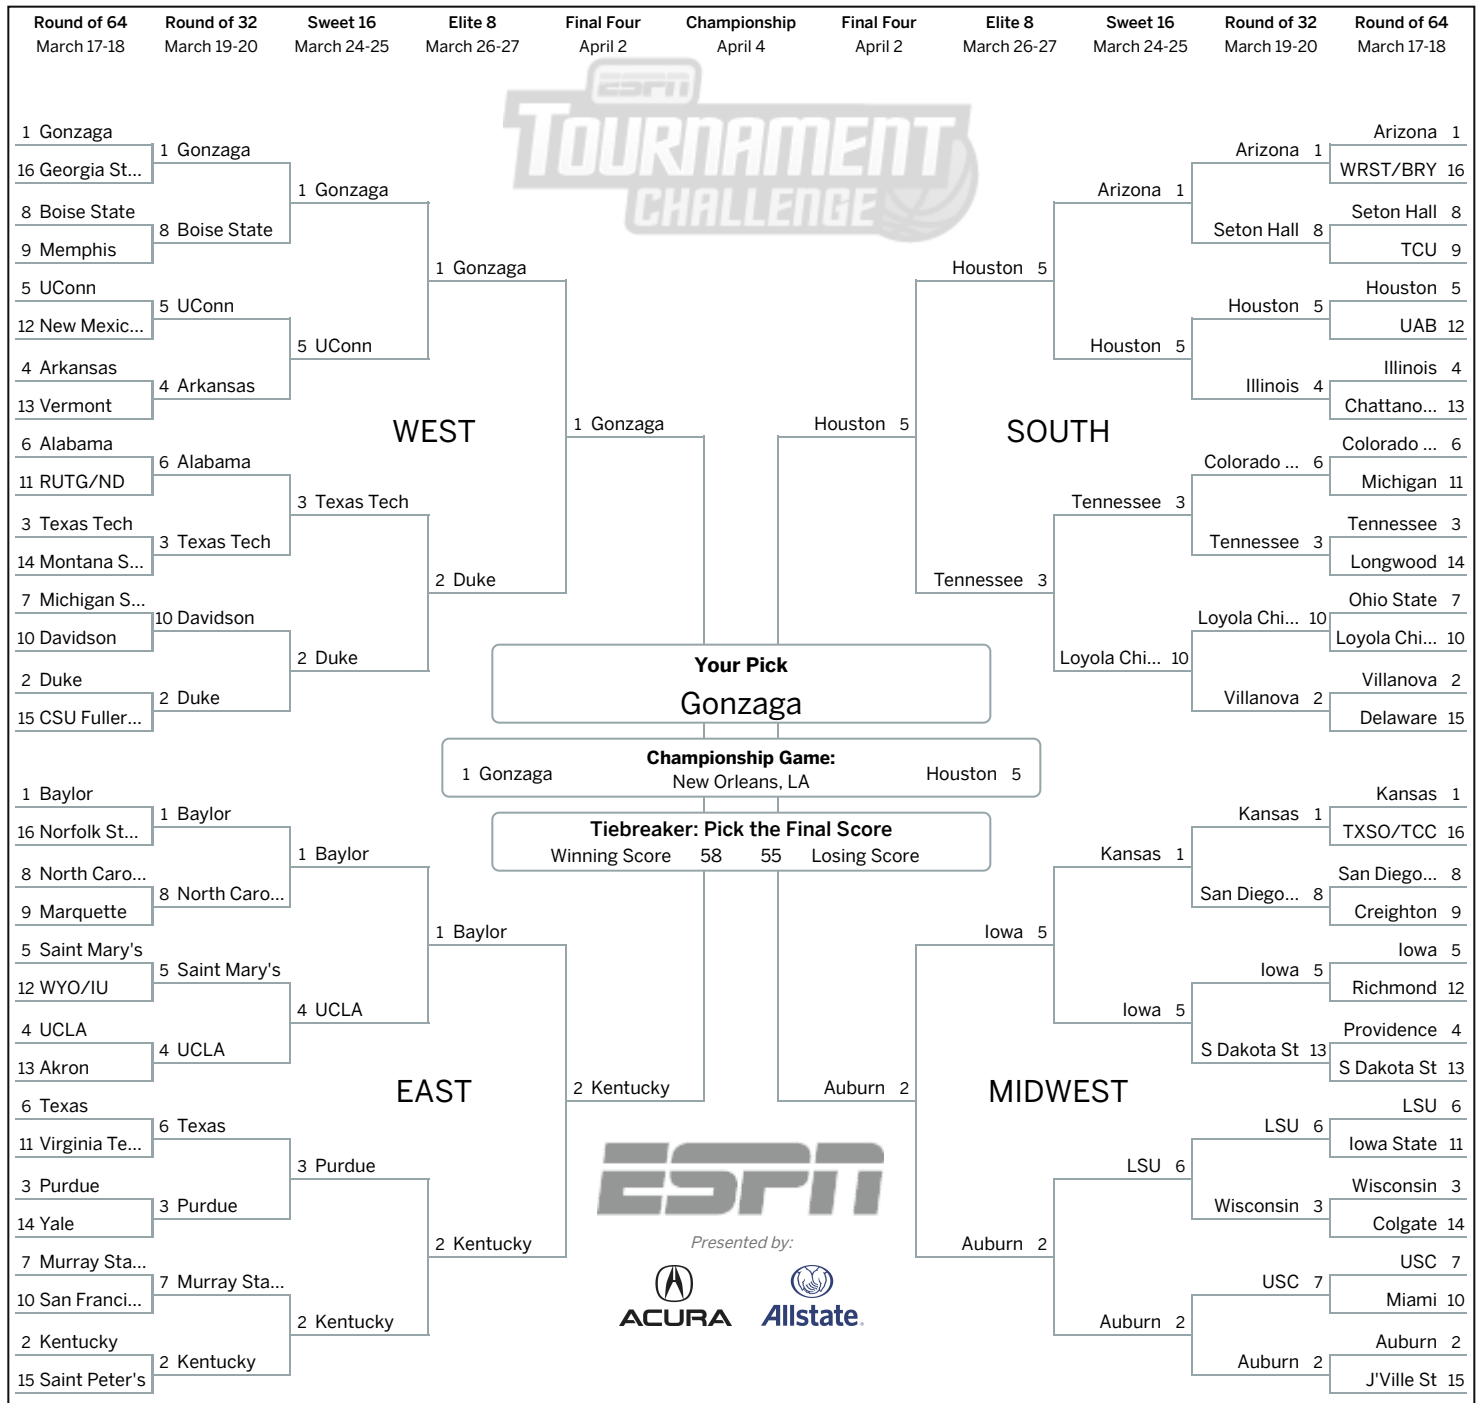 Round of 64 Round of 32 Sweet 16 Elite 8 Final Four Championship Final Four Elite 8 Sweet 16 Round of 32 Round of 64
March 17-18 March 19-20 March 24-25 March 26-27 April 2 April 4 April 2 March 26-27 March 24-25 March 19-20 March 17-18
ESPN
TOURNAMENT
CHALLENGE
1 Gonzaga
16 Georgia St...
8 Boise State
9 Memphis
5 UConn
12 New Mexic...
4 Arkansas
13 Vermont
6 Alabama
11 RUTG/ND
3 Texas Tech
14 Montana S...
7 Michigan S...
10 Davidson
2 Duke
15 CSU Fuller...
1 Gonzaga
8 Boise State
5 UConn
4 Arkansas
6 Alabama
3 Texas Tech
10 Davidson
2 Duke
1 Gonzaga
5 UConn
3 Texas Tech
2 Duke
1 Gonzaga
2 Duke
1 Gonzaga
WEST
1 Baylor
16 Norfolk St...
8 North Caro...
9 Marquette
5 Saint Mary's
12 WYO/IU
4 UCLA
13 Akron
6 Texas
11 Virginia Te...
3 Purdue
14 Yale
7 Murray Sta...
10 San Franci...
2 Kentucky
15 Saint Peter's
1 Baylor
8 North Caro...
5 Saint Mary's
4 UCLA
6 Texas
3 Purdue
7 Murray Sta...
2 Kentucky
1 Baylor
4 UCLA
3 Purdue
2 Kentucky
1 Baylor
2 Kentucky
2 Kentucky
EAST
Your Pick
Gonzaga
Championship Game:
1 Gonzaga New Orleans, LA Houston 5
Tiebreaker: Pick the Final Score
Winning Score 58 55 Losing Score
Houston 5
SOUTH
Houston 5
Tennessee 3
Arizona 1
Houston 5
Tennessee 3
Loyola Chi... 10
Arizona 1
Seton Hall 8
Houston 5
Illinois 4
Colorado ... 6
Tennessee 3
Loyola Chi... 10
Villanova 2
Arizona 1
WRST/BRY 16
Seton Hall 8
TCU 9
Houston 5
UAB 12
Illinois 4
Chattano... 13
Colorado ... 6
Michigan 11
Tennessee 3
Longwood 14
Ohio State 7
Loyola Chi... 10
Villanova 2
Delaware 15
Auburn 2
MIDWEST
Iowa 5
Auburn 2
Kansas 1
Iowa 5
LSU 6
Auburn 2
Kansas 1
San Diego... 8
Iowa 5
S Dakota St 13
LSU 6
Wisconsin 3
USC 7
Auburn 2
Kansas 1
TXSO/TCC 16
San Diego... 8
Creighton 9
Iowa 5
Richmond 12
Providence 4
S Dakota St 13
LSU 6
Iowa State 11
Wisconsin 3
Colgate 14
USC 7
Miami 10
Auburn 2
J'Ville St 15
ESPN
Presented by:
ACURA Allstate.